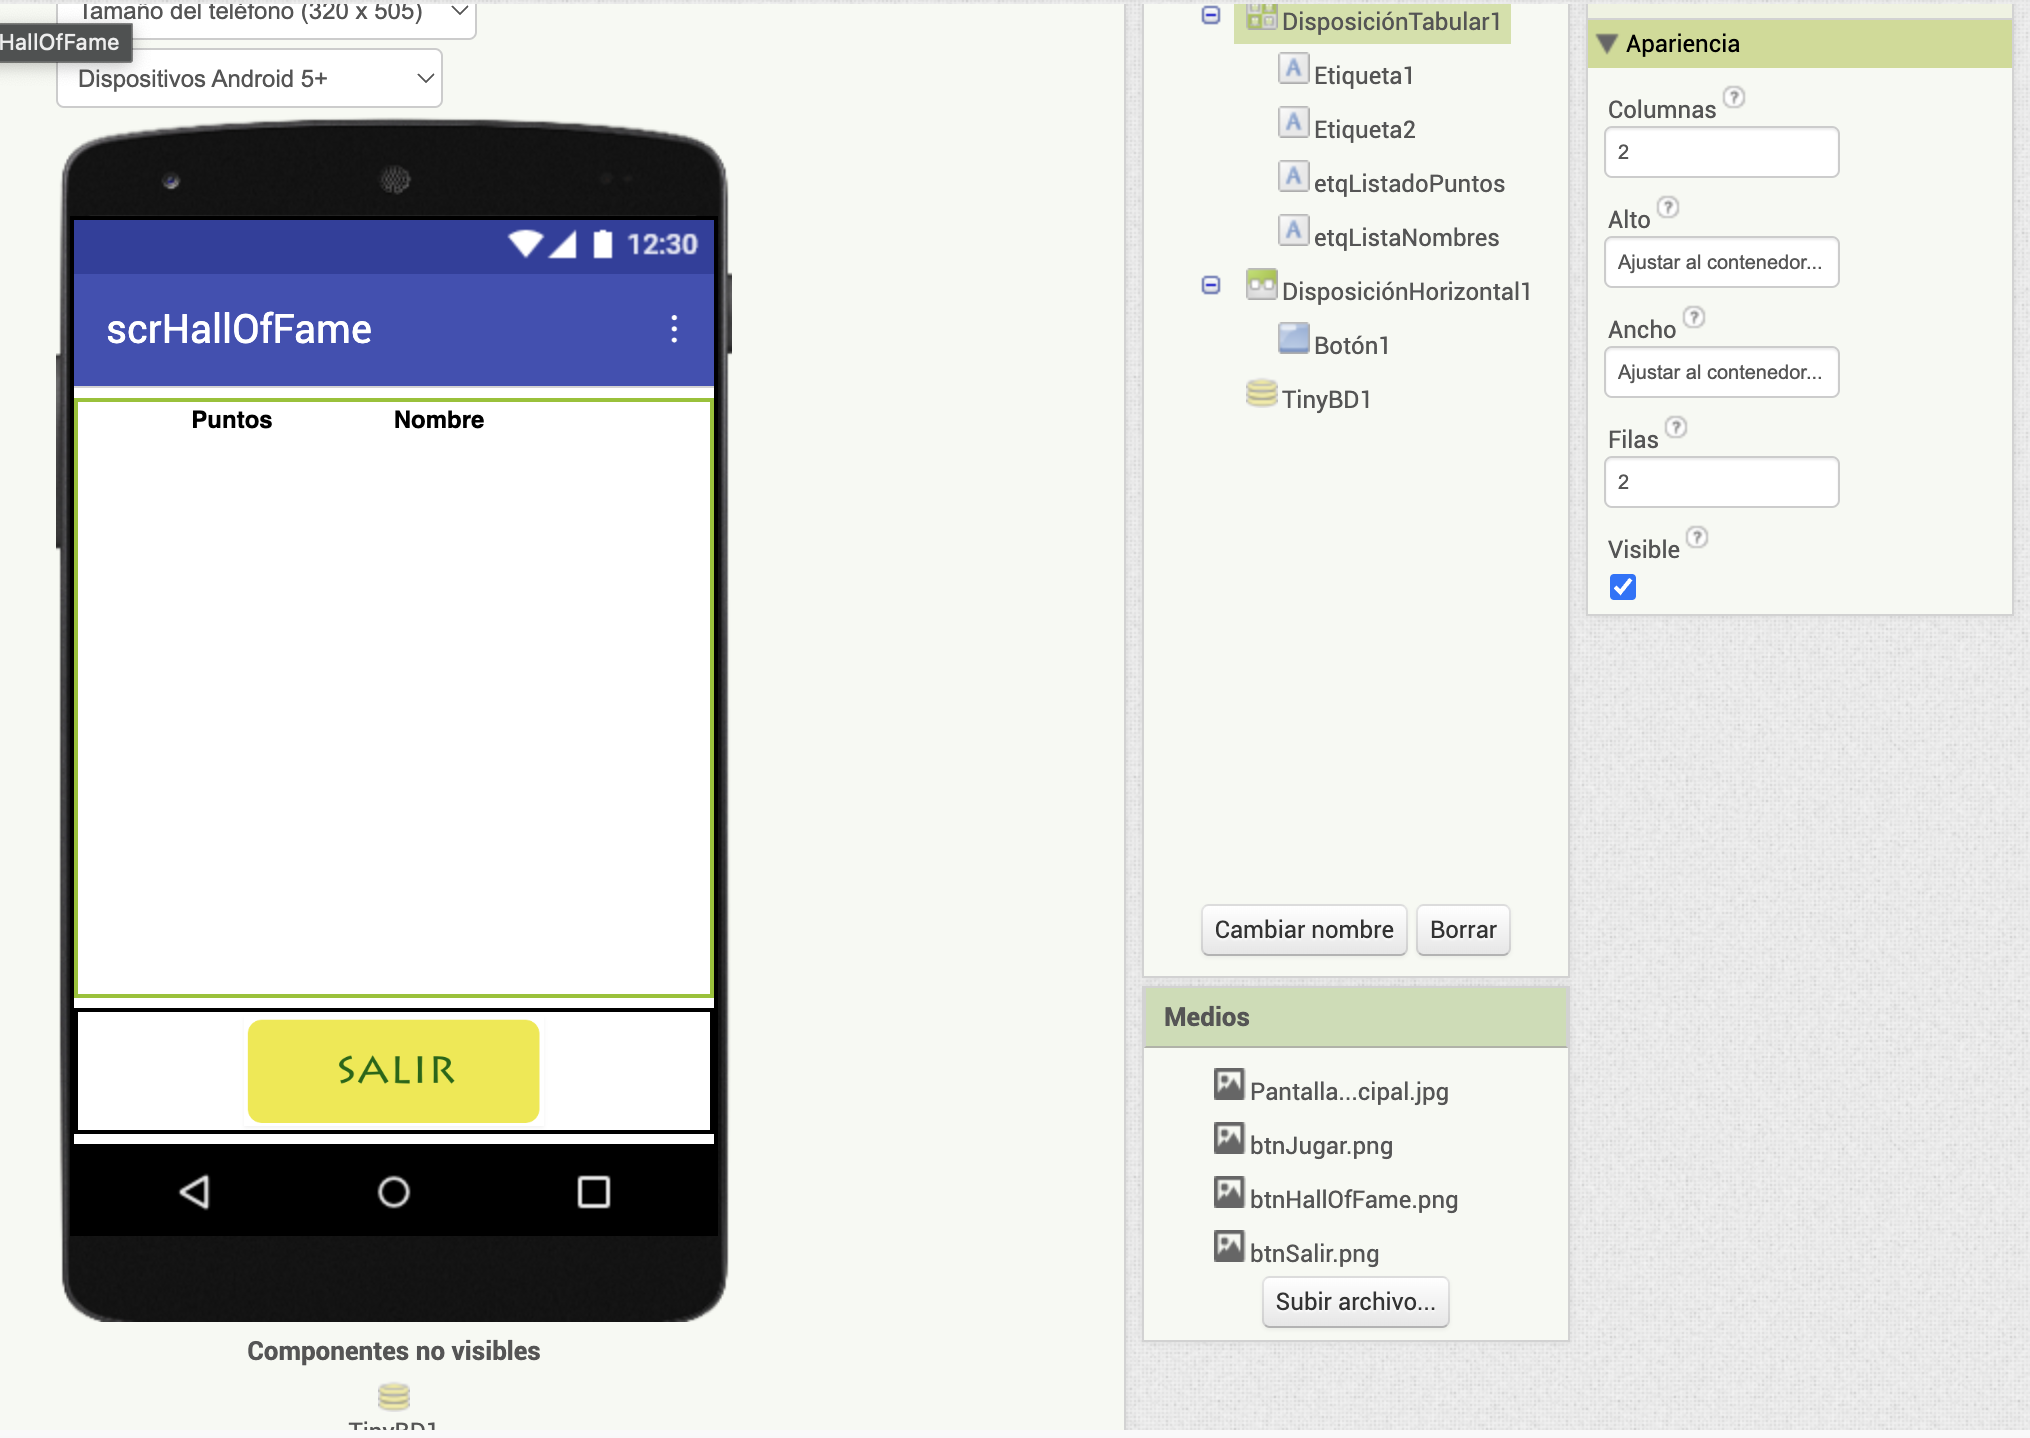 Tamaño del teléfono (320 x 505)
HallOfFame
Dispositivos Android 5+
12:30
scrHallOfFame
Puntos Nombre
SALIR
Componentes no visibles
TinyBD1
DisposiciónTabular1
Etiqueta1
Etiqueta2
etqListadoPuntos
etqListaNombres
DisposiciónHorizontal1
Botón1
TinyBD1
Cambiar nombre Borrar
Medios
Pantalla...cipal.jpg
btnJugar.png
btnHallOfFame.png
btnSalir.png
Subir archivo...
Apariencia
Columnas ?
2
Alto ?
Ajustar al contenedor...
Ancho ?
Ajustar al contenedor...
Filas ?
2
Visible ?